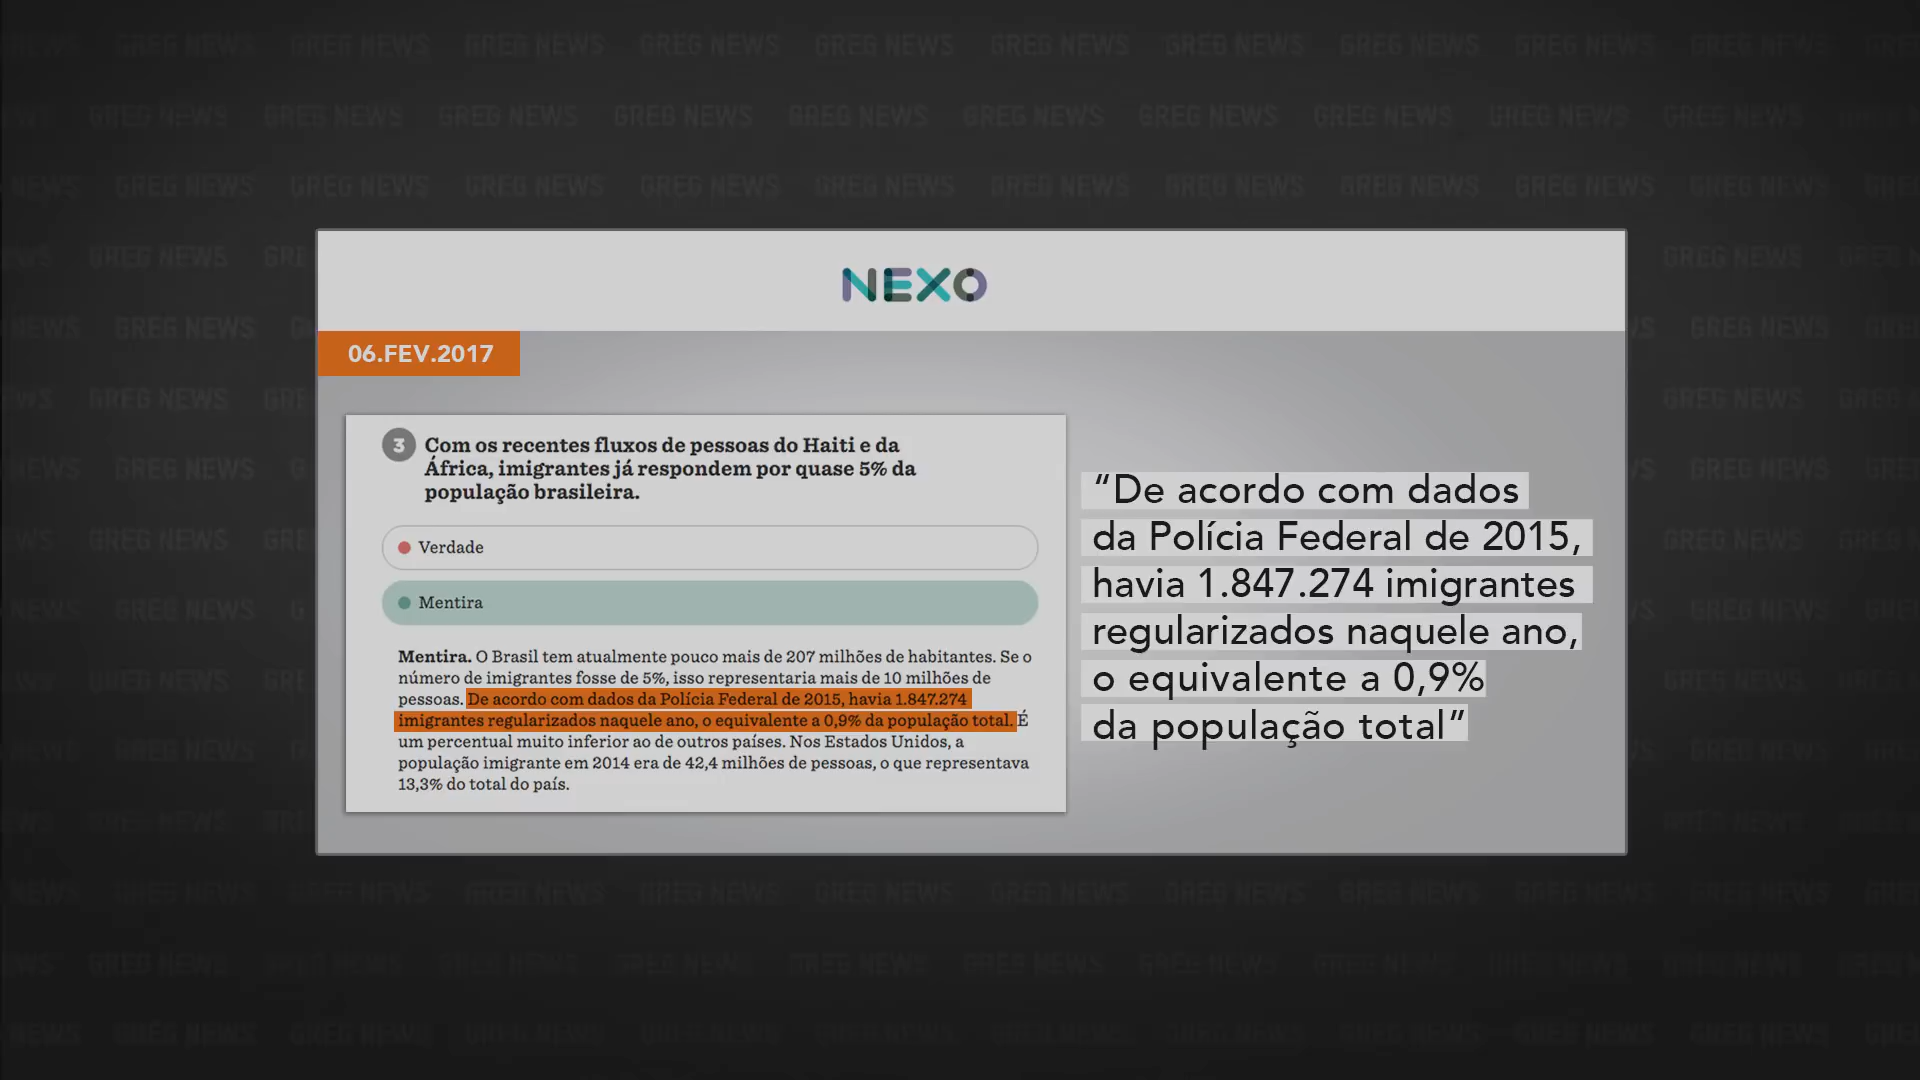 NEXO
06.FEV.2017
3 Com os recentes fluxos de pessoas do Haiti e da
África, imigrantes já respondem por quase 5% da
população brasileira.
Verdade
Mentira
Mentira. O Brasil tem atualmente pouco mais de 207 milhões de habitantes. Se o
número de imigrantes fosse de 5%, isso representaria mais de 10 milhões de
pessoas. De acordo com dados da Polícia Federal de 2015, havia 1.847.274
imigrantes regularizados naquele ano, o equivalente a 0,9% da população total. É
um percentual muito inferior ao de outros países. Nos Estados Unidos, a
população imigrante em 2014 era de 42,4 milhões de pessoas, o que representava
13,3% do total do país.
“De acordo com dados
da Polícia Federal de 2015,
havia 1.847.274 imigrantes
regularizados naquele ano,
o equivalente a 0,9%
da população total”
GREG NEWS